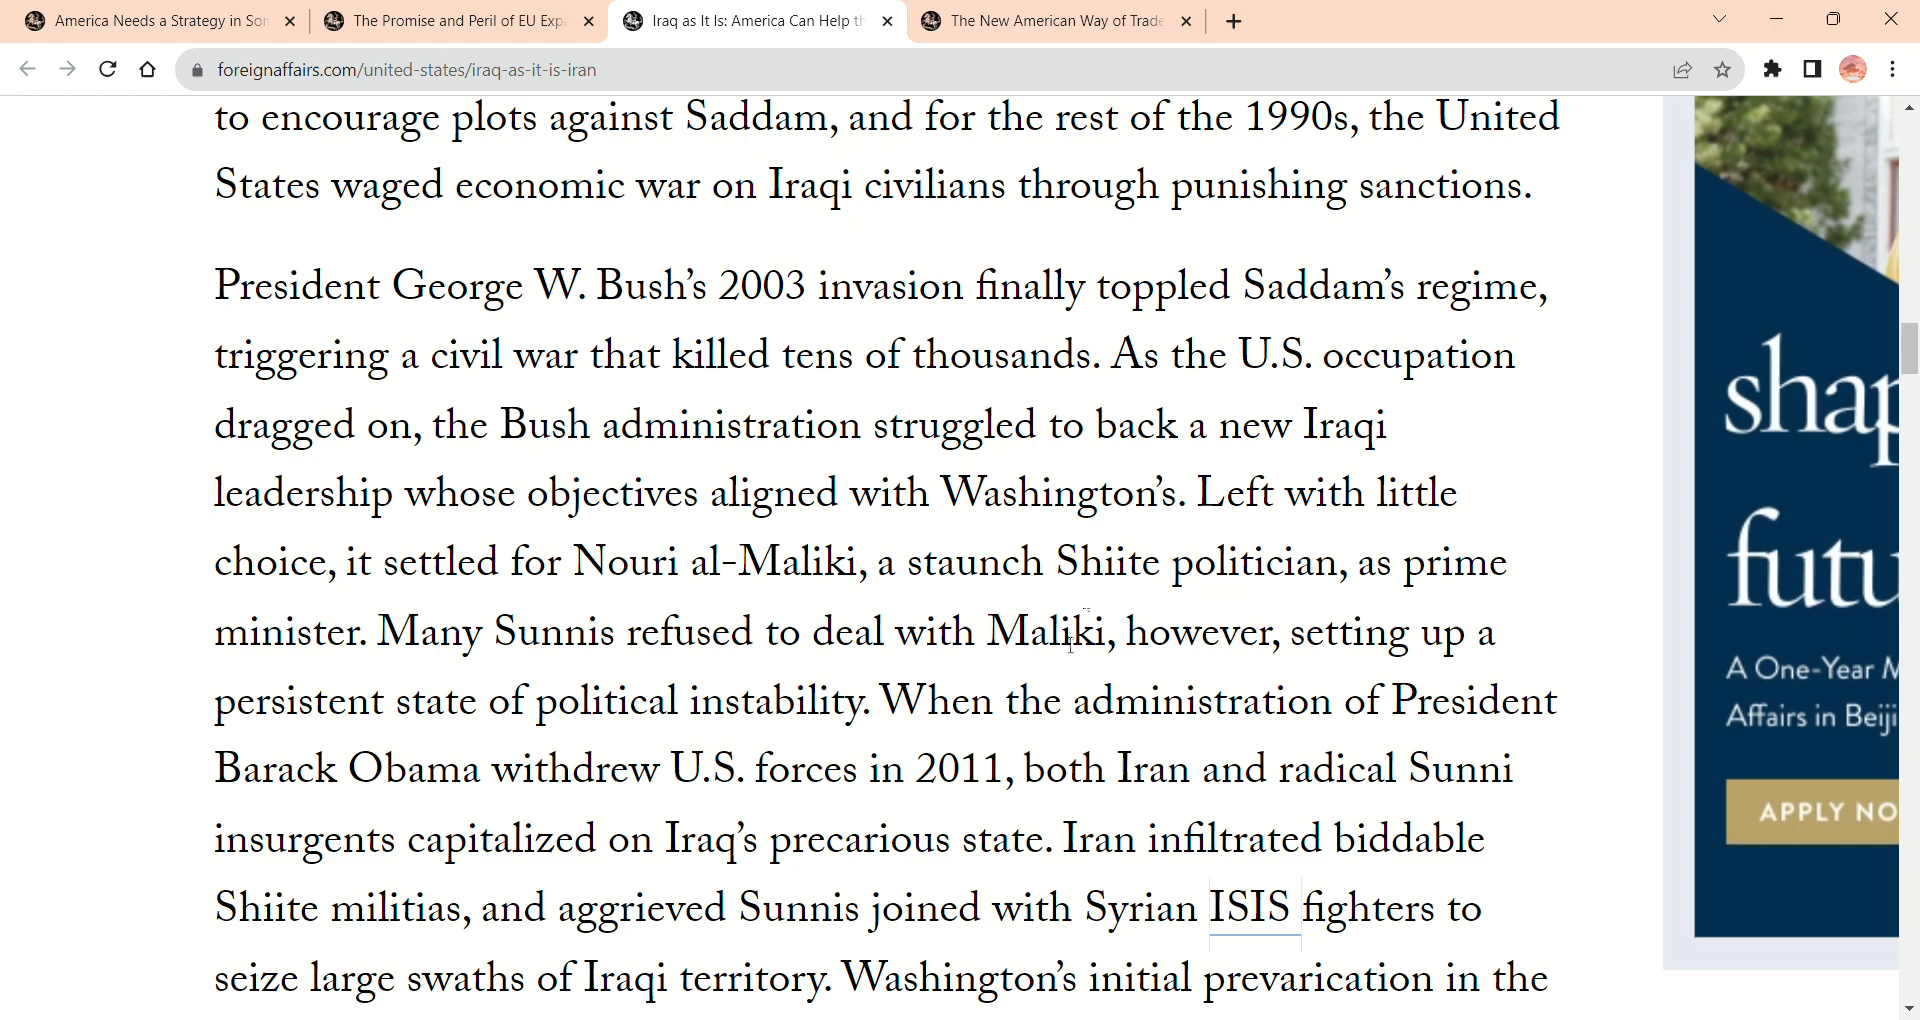 America Needs a Strategy in Son
The Promise and Peril of EU Expa
Iraq as It Is: America Can Help th
The New American Way of Trade
foreignaffairs.com/united-states/iraq-as-it-is-iran
to encourage plots against Saddam, and for the rest of the 1990s, the United
States waged economic war on Iraqi civilians through punishing sanctions.
President George W. Bush’s 2003 invasion finally toppled Saddam’s regime,
triggering a civil war that killed tens of thousands. As the U.S. occupation
dragged on, the Bush administration struggled to back a new Iraqi
leadership whose objectives aligned with Washington’s. Left with little
choice, it settled for Nouri al-Maliki, a staunch Shiite politician, as prime
minister. Many Sunnis refused to deal with Maliki, however, setting up a
persistent state of political instability. When the administration of President
Barack Obama withdrew U.S. forces in 2011, both Iran and radical Sunni
insurgents capitalized on Iraq’s precarious state. Iran infiltrated biddable
Shiite militias, and aggrieved Sunnis joined with Syrian ISIS fighters to
seize large swaths of Iraqi territory. Washington’s initial prevarication in the
shap
futu
A One-Year M
Affairs in Beiji
APPLY NO